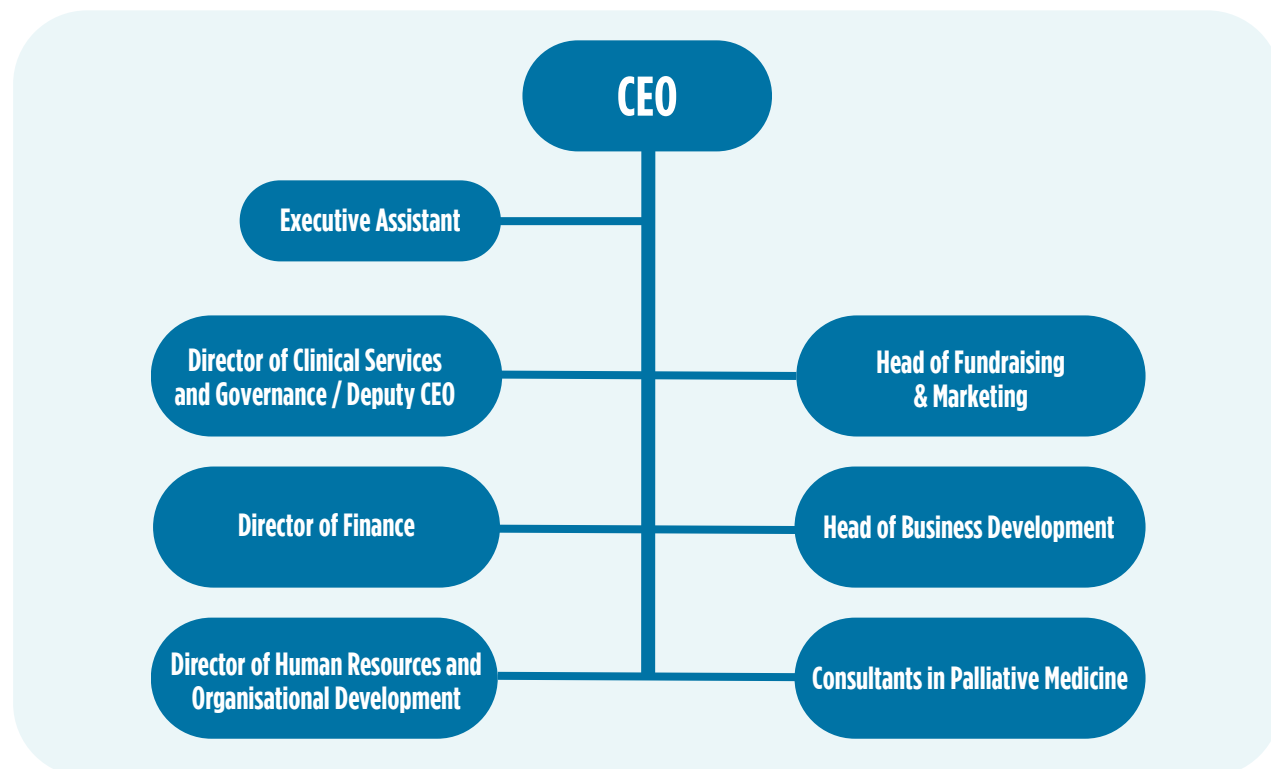 CEO
Executive Assistant
Director of Clinical Services
and Governance / Deputy CEO
Head of Fundraising
& Marketing
Director of Finance
Head of Business Development
Director of Human Resources and
Organisational Development
Consultants in Palliative Medicine